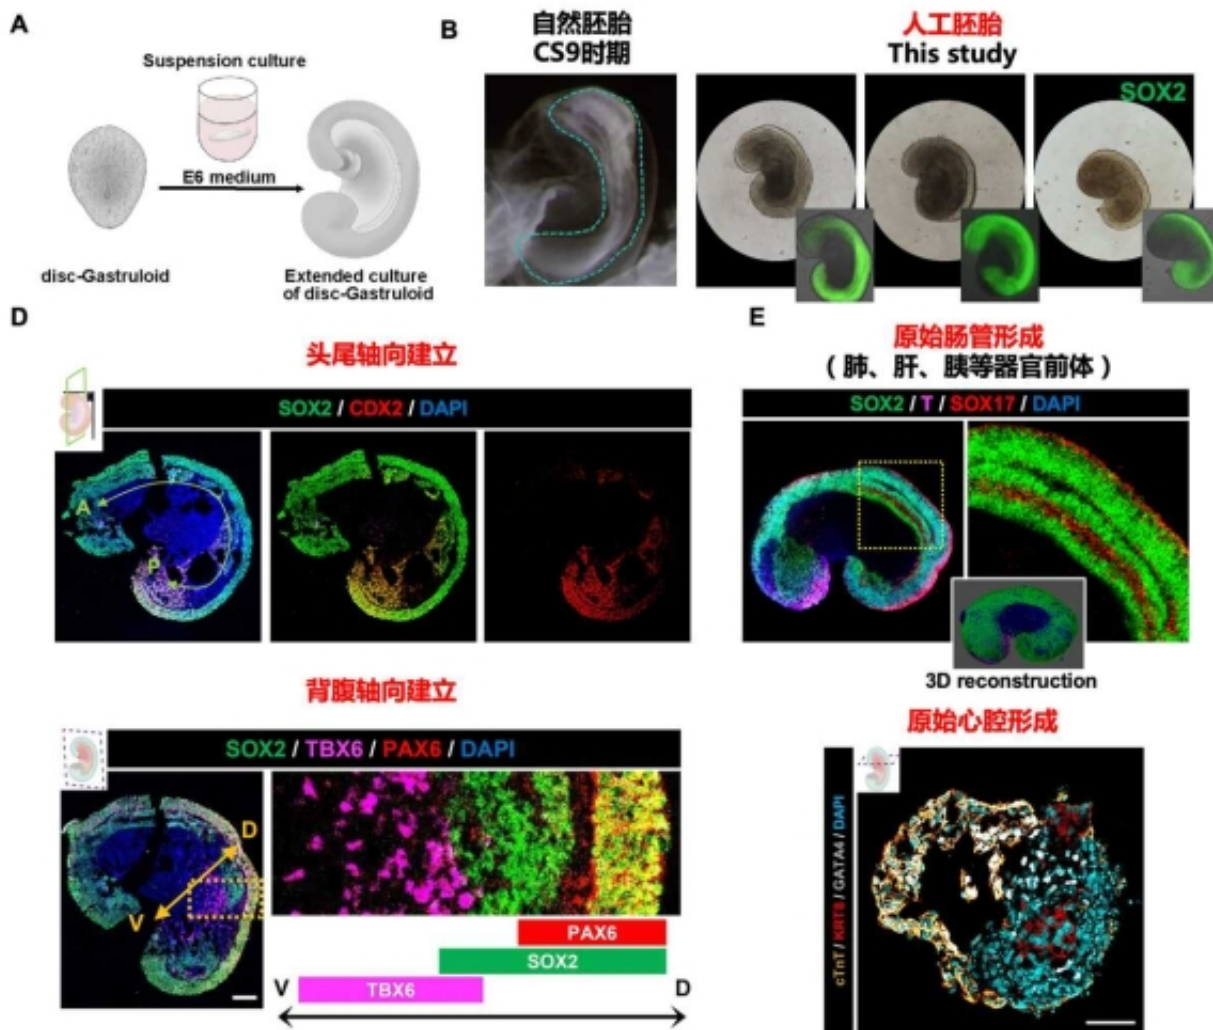 A
Suspension culture
E6 medium
disc-Gastruloid
Extended culture
of disc-Gastruloid
B
自然胚胎
CS9时期
人工胚胎
This study
SOX2
D
头尾轴向建立
SOX2 / CDX2 / DAPI
A
P
背腹轴向建立
SOX2 / TBX6 / PAX6 / DAPI
D
V
PAX6
SOX2
TBX6
V
D
E
原始肠管形成
（肺、肝、胰等器官前体）
SOX2 / T / SOX17 / DAPI
3D reconstruction
原始心腔形成
cTnT / KRT8 / GATA4 / DAPI